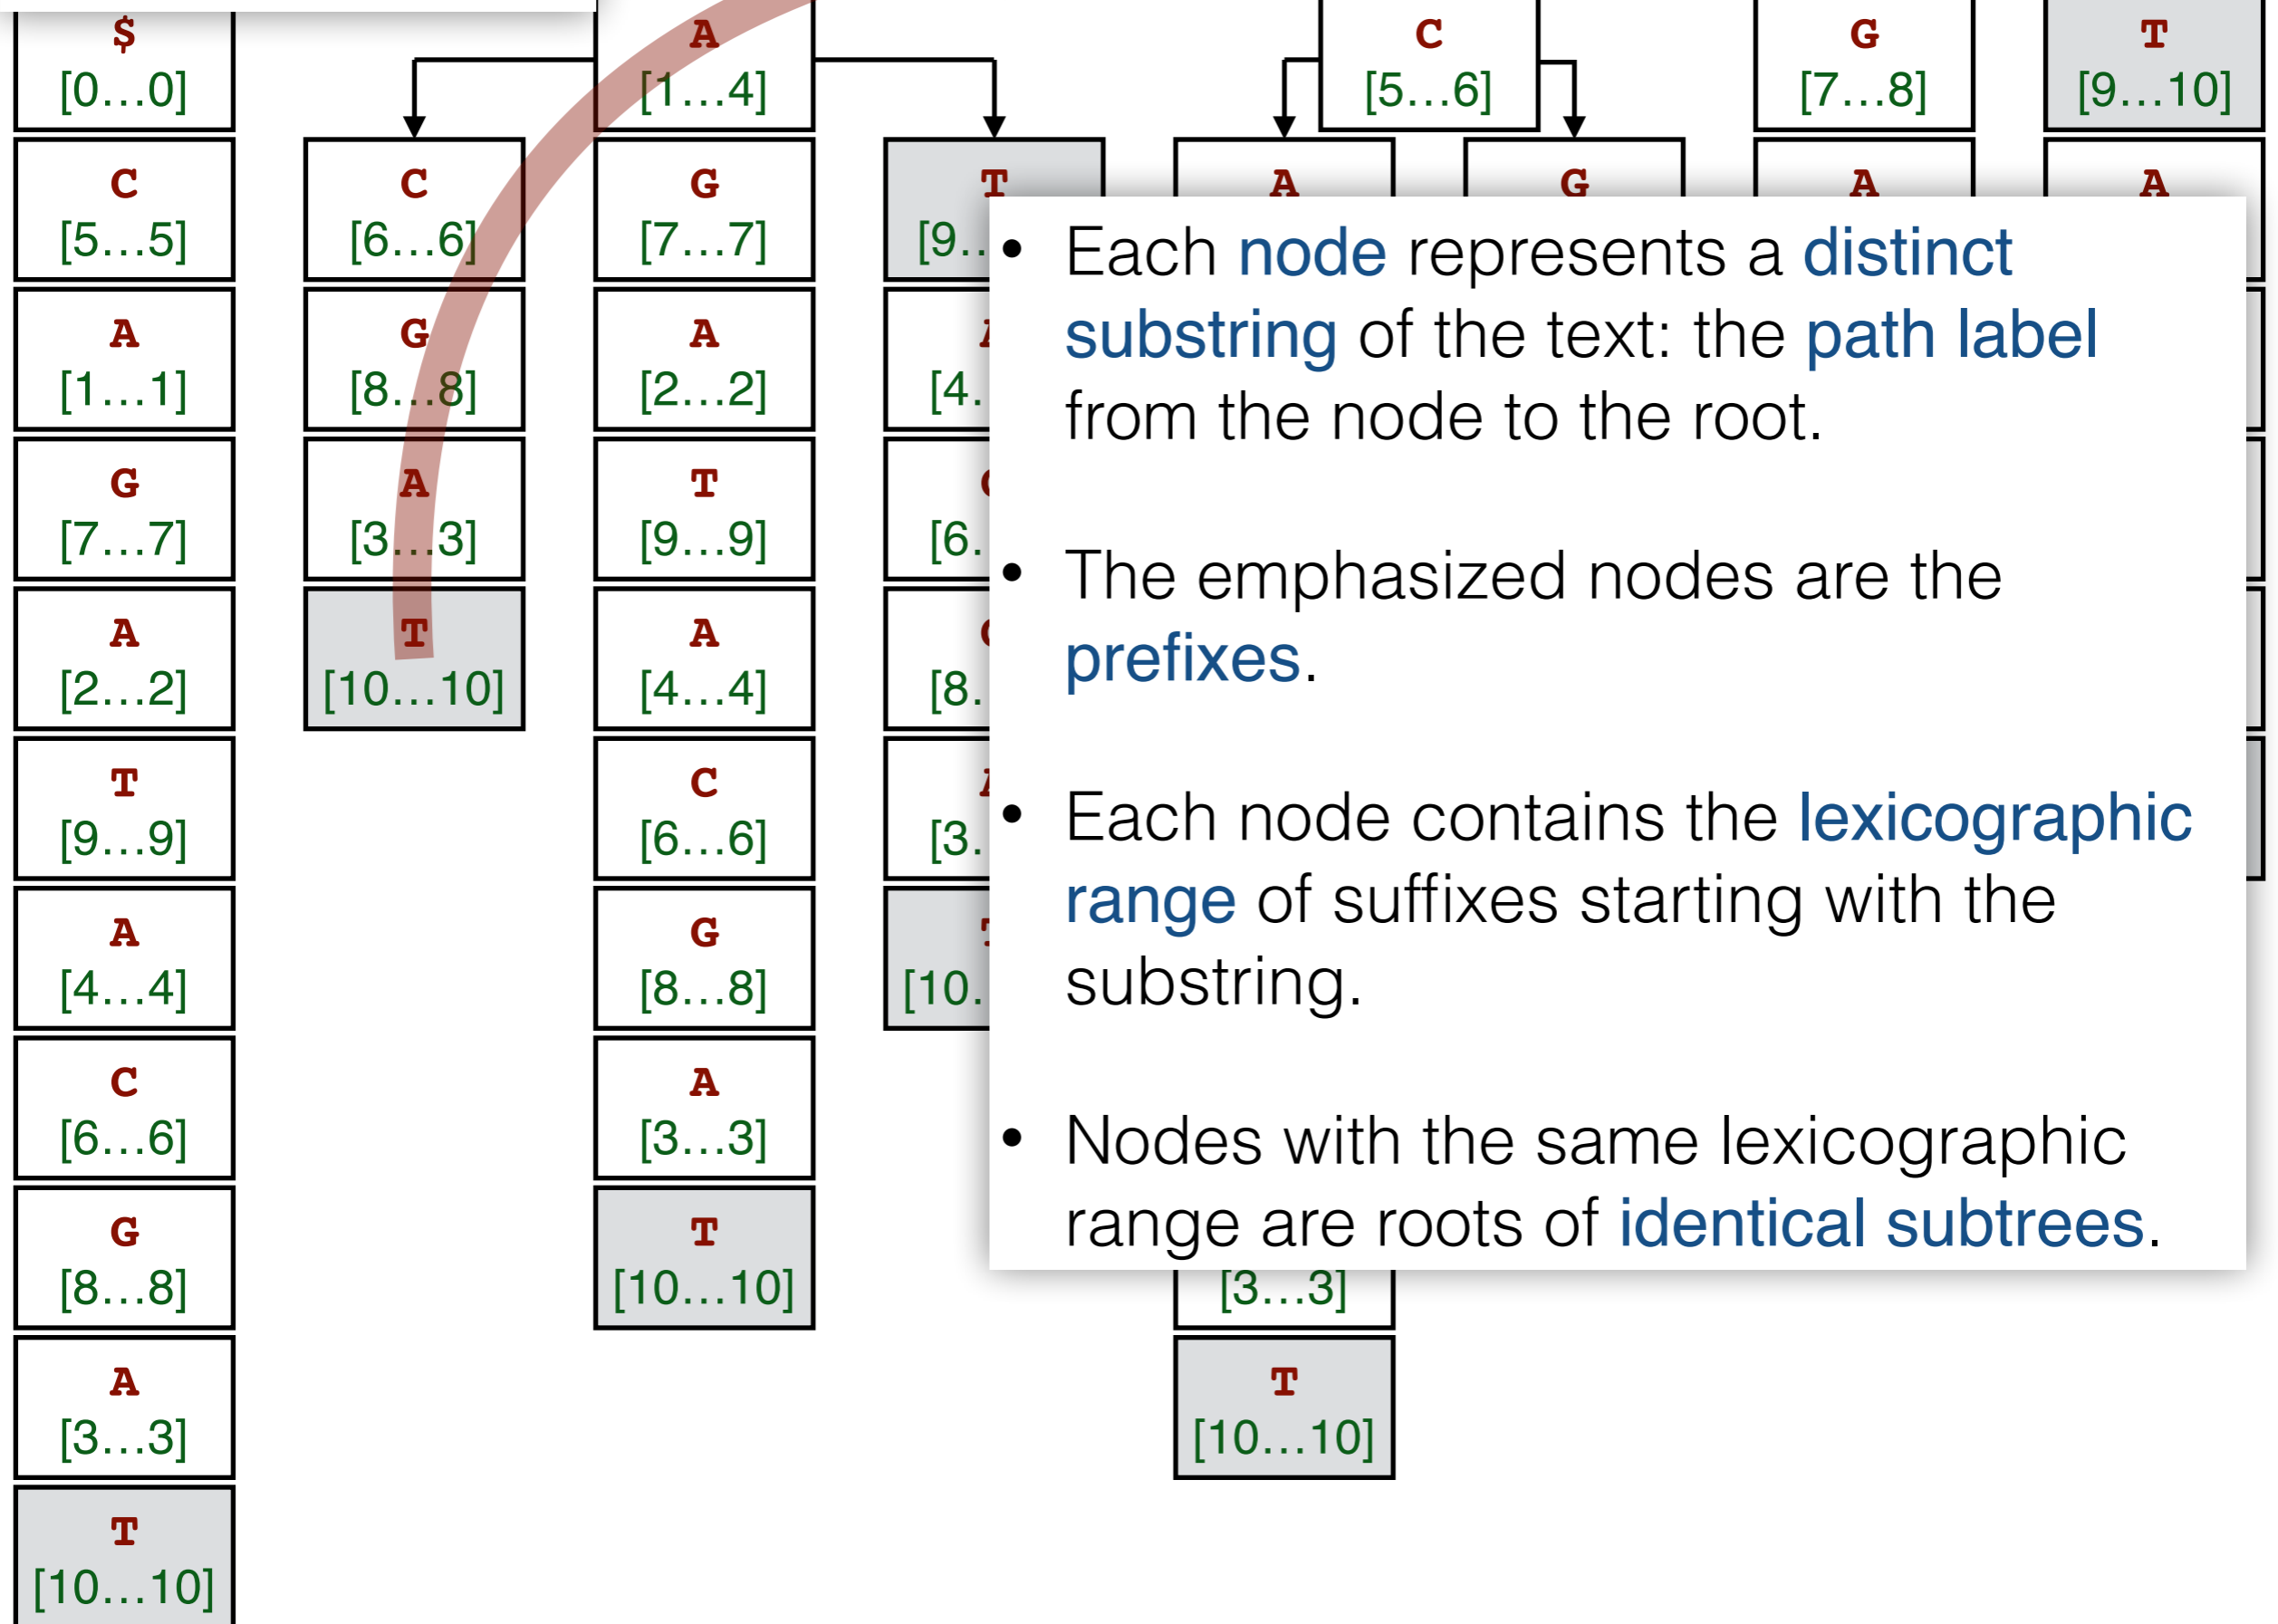 $
[0…0]
C
[5…5]
A
[1…1]
G
[7…7]
A
[2…2]
T
[9…9]
A
[4…4]
C
[6…6]
G
[8…8]
A
[3…3]
T
[10…10]
C
[6…6]
G
[8…8]
A
[3…3]
T
[10…10]
A
[1…4]
G
[7…7]
A
[2…2]
T
[9…9]
A
[4…4]
C
[6…6]
G
[8…8]
A
[3…3]
T
[10…10]
T
C
[5…6]
A
G
[3…3]
T
[10…10]
G
[7…8]
A
T
[9…10]
A
• Each node represents a distinct
substring of the text: the path label
from the node to the root.
• The emphasized nodes are the
prefixes.
• Each node contains the lexicographic
range of suffixes starting with the
substring.
• Nodes with the same lexicographic
range are roots of identical subtrees.